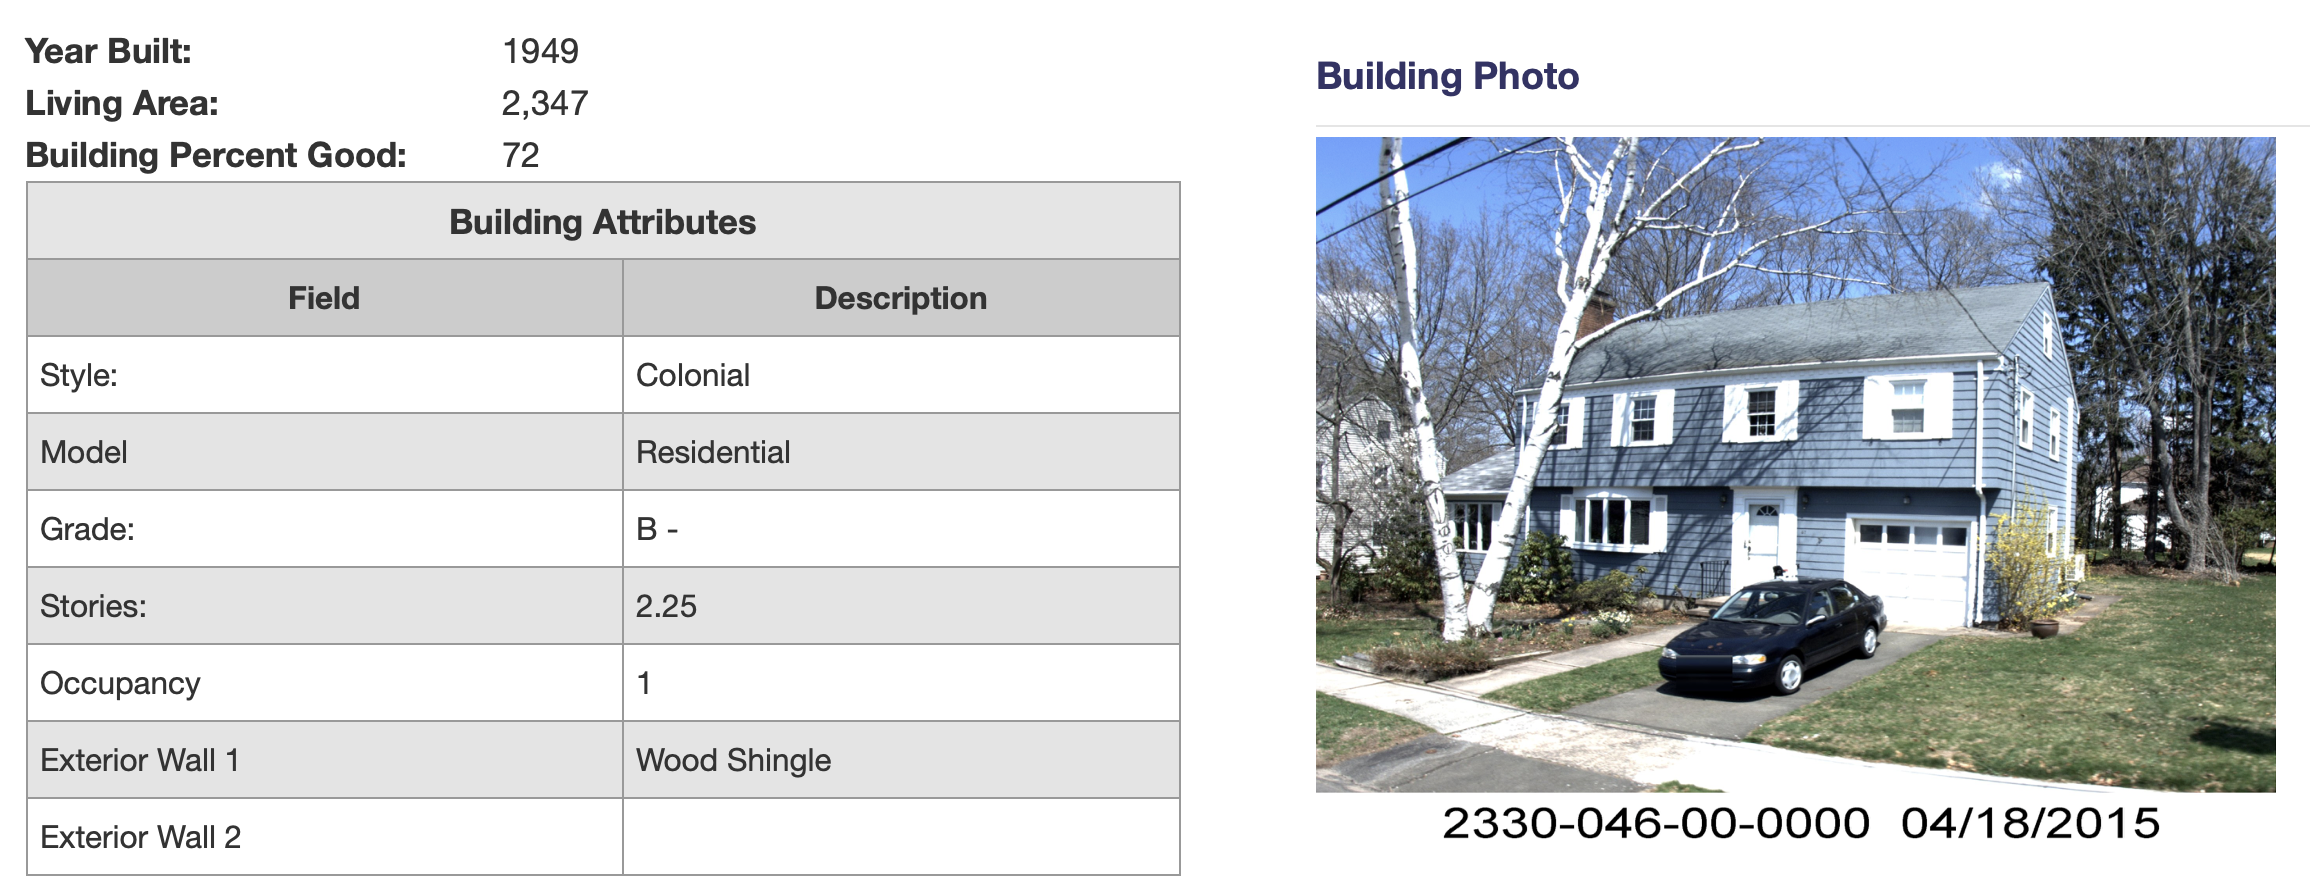 Year Built: 1949
Living Area: 2,347
Building Percent Good: 72
Building Attributes
Field Description
Style: Colonial
Model Residential
Grade: B -
Stories: 2.25
Occupancy 1
Exterior Wall 1 Wood Shingle
Exterior Wall 2
Building Photo
2330-046-00-0000 04/18/2015